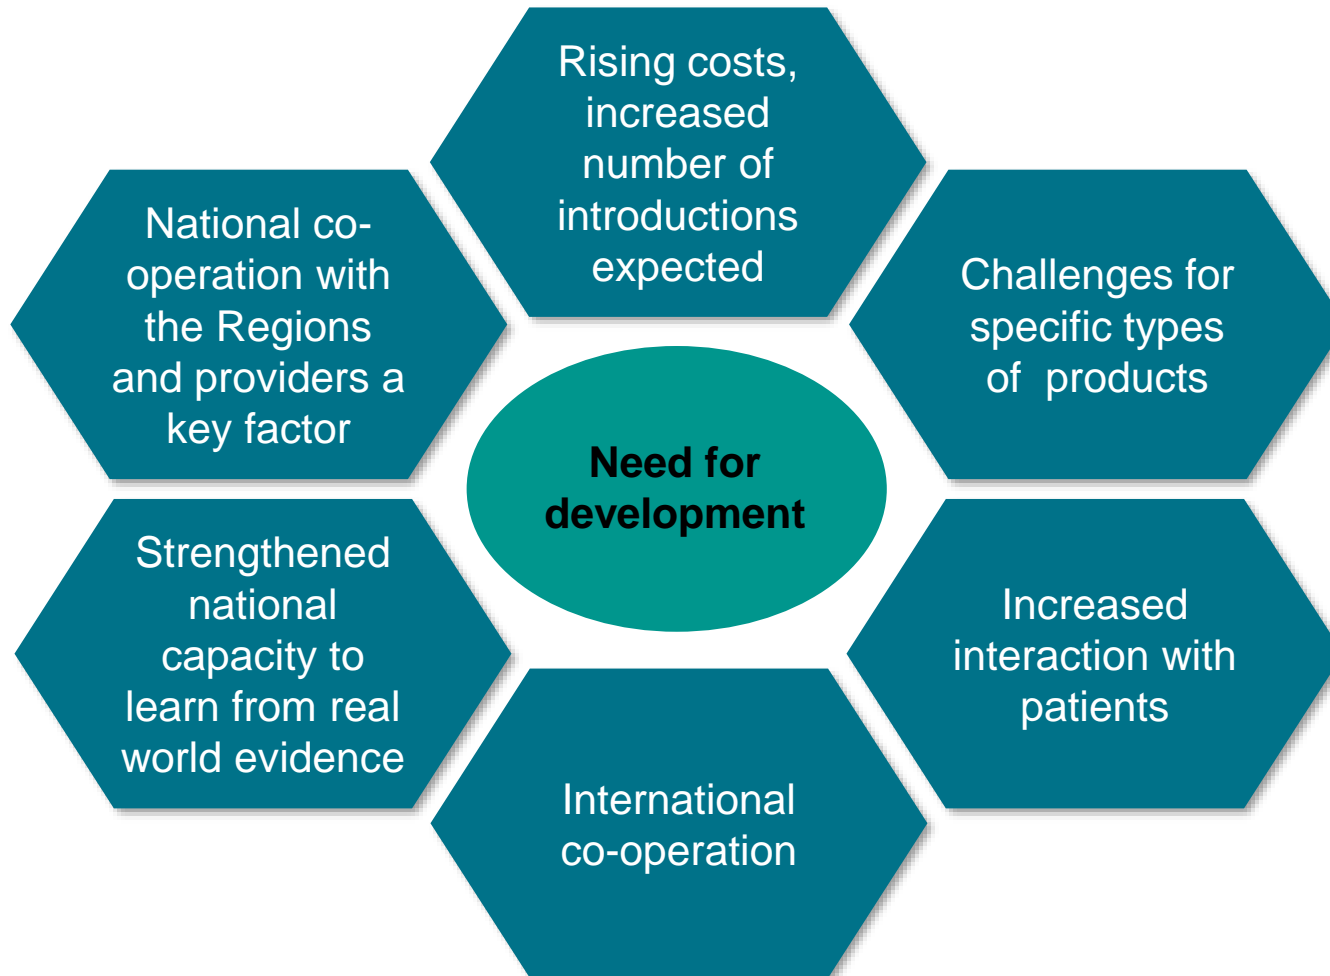 Rising costs,
increased
number of
introductions
expected
National co-
operation with
the Regions
and providers a
key factor
Challenges for
specific types
of products
Need for
development
Strengthened
national
capacity to
learn from real
world evidence
Increased
interaction with
patients
International
co-operation